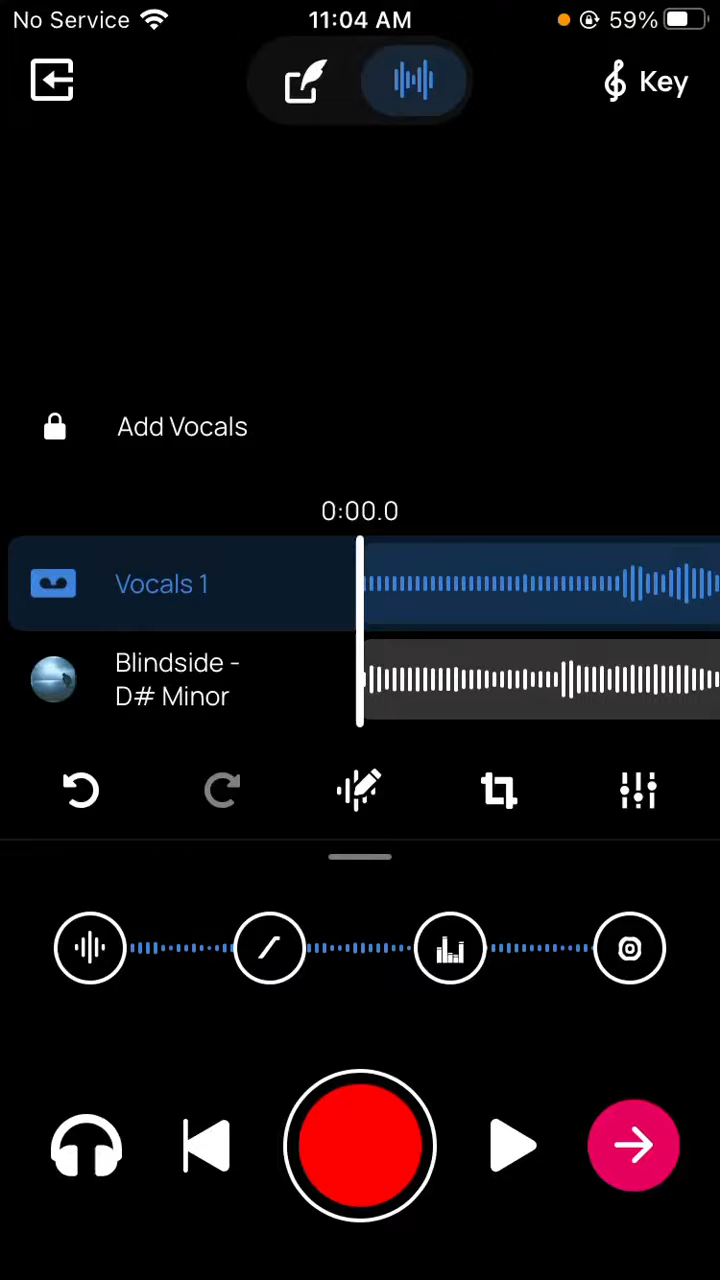 No Service
11:04 AM
59%
Key
Add Vocals
0:00.0
Vocals 1
Blindside -
D# Minor